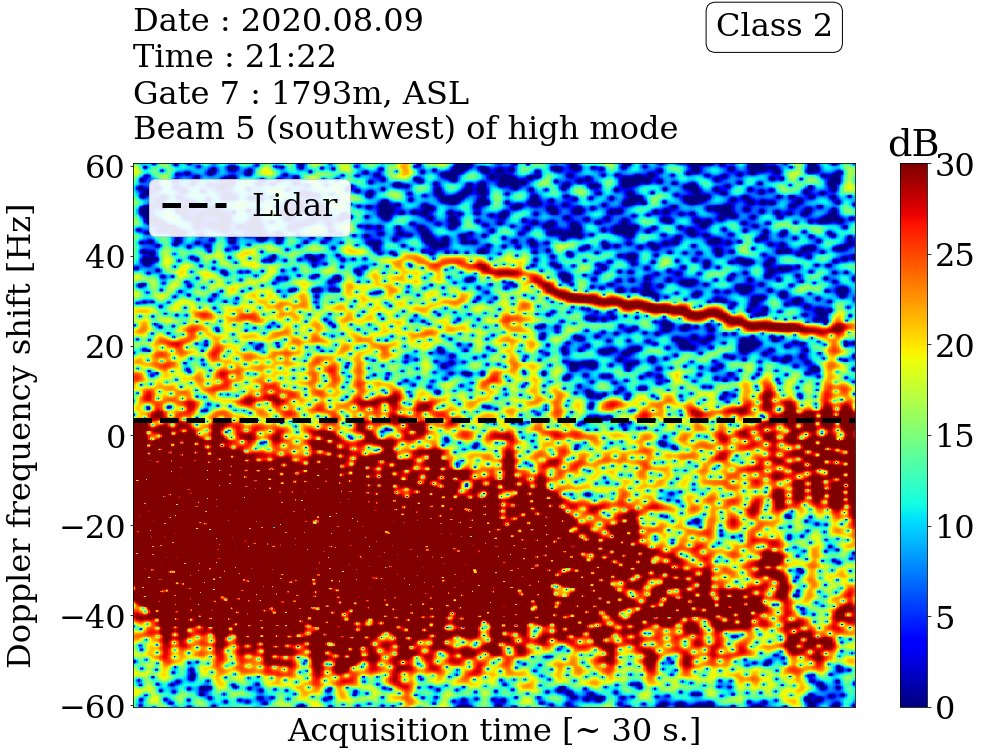 Date : 2020.08.09
Time : 21:22
Gate 7 : 1793m, ASL
Beam 5 (southwest) of high mode
Class 2
dB
Lidar
Doppler frequency shift [Hz]
60
40
20
0
−20
−40
−60
Acquisition time [~ 30 s.]
30
25
20
15
10
5
0